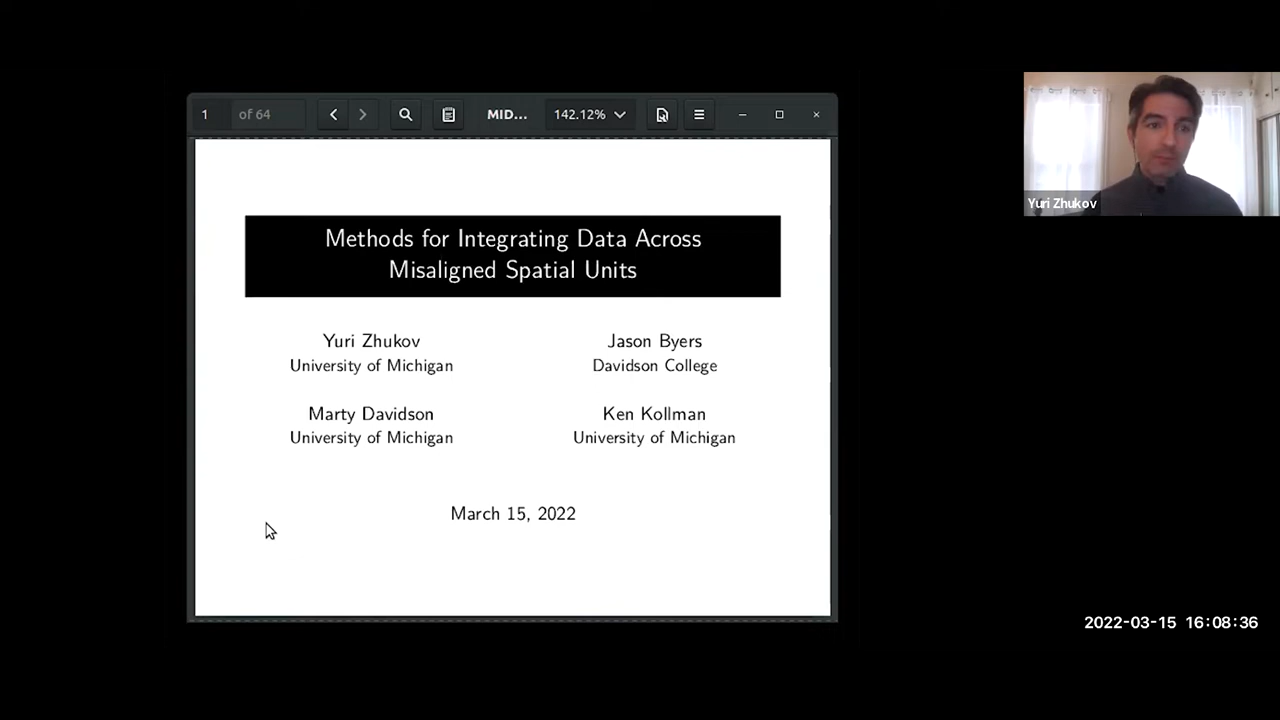 1 of 64 MID... 142.12%
Methods for Integrating Data Across
Misaligned Spatial Units
Yuri Zhukov
University of Michigan
Jason Byers
Davidson College
Marty Davidson
University of Michigan
Ken Kollman
University of Michigan
March 15, 2022
Yuri Zhukov
2022-03-15 16:08:36